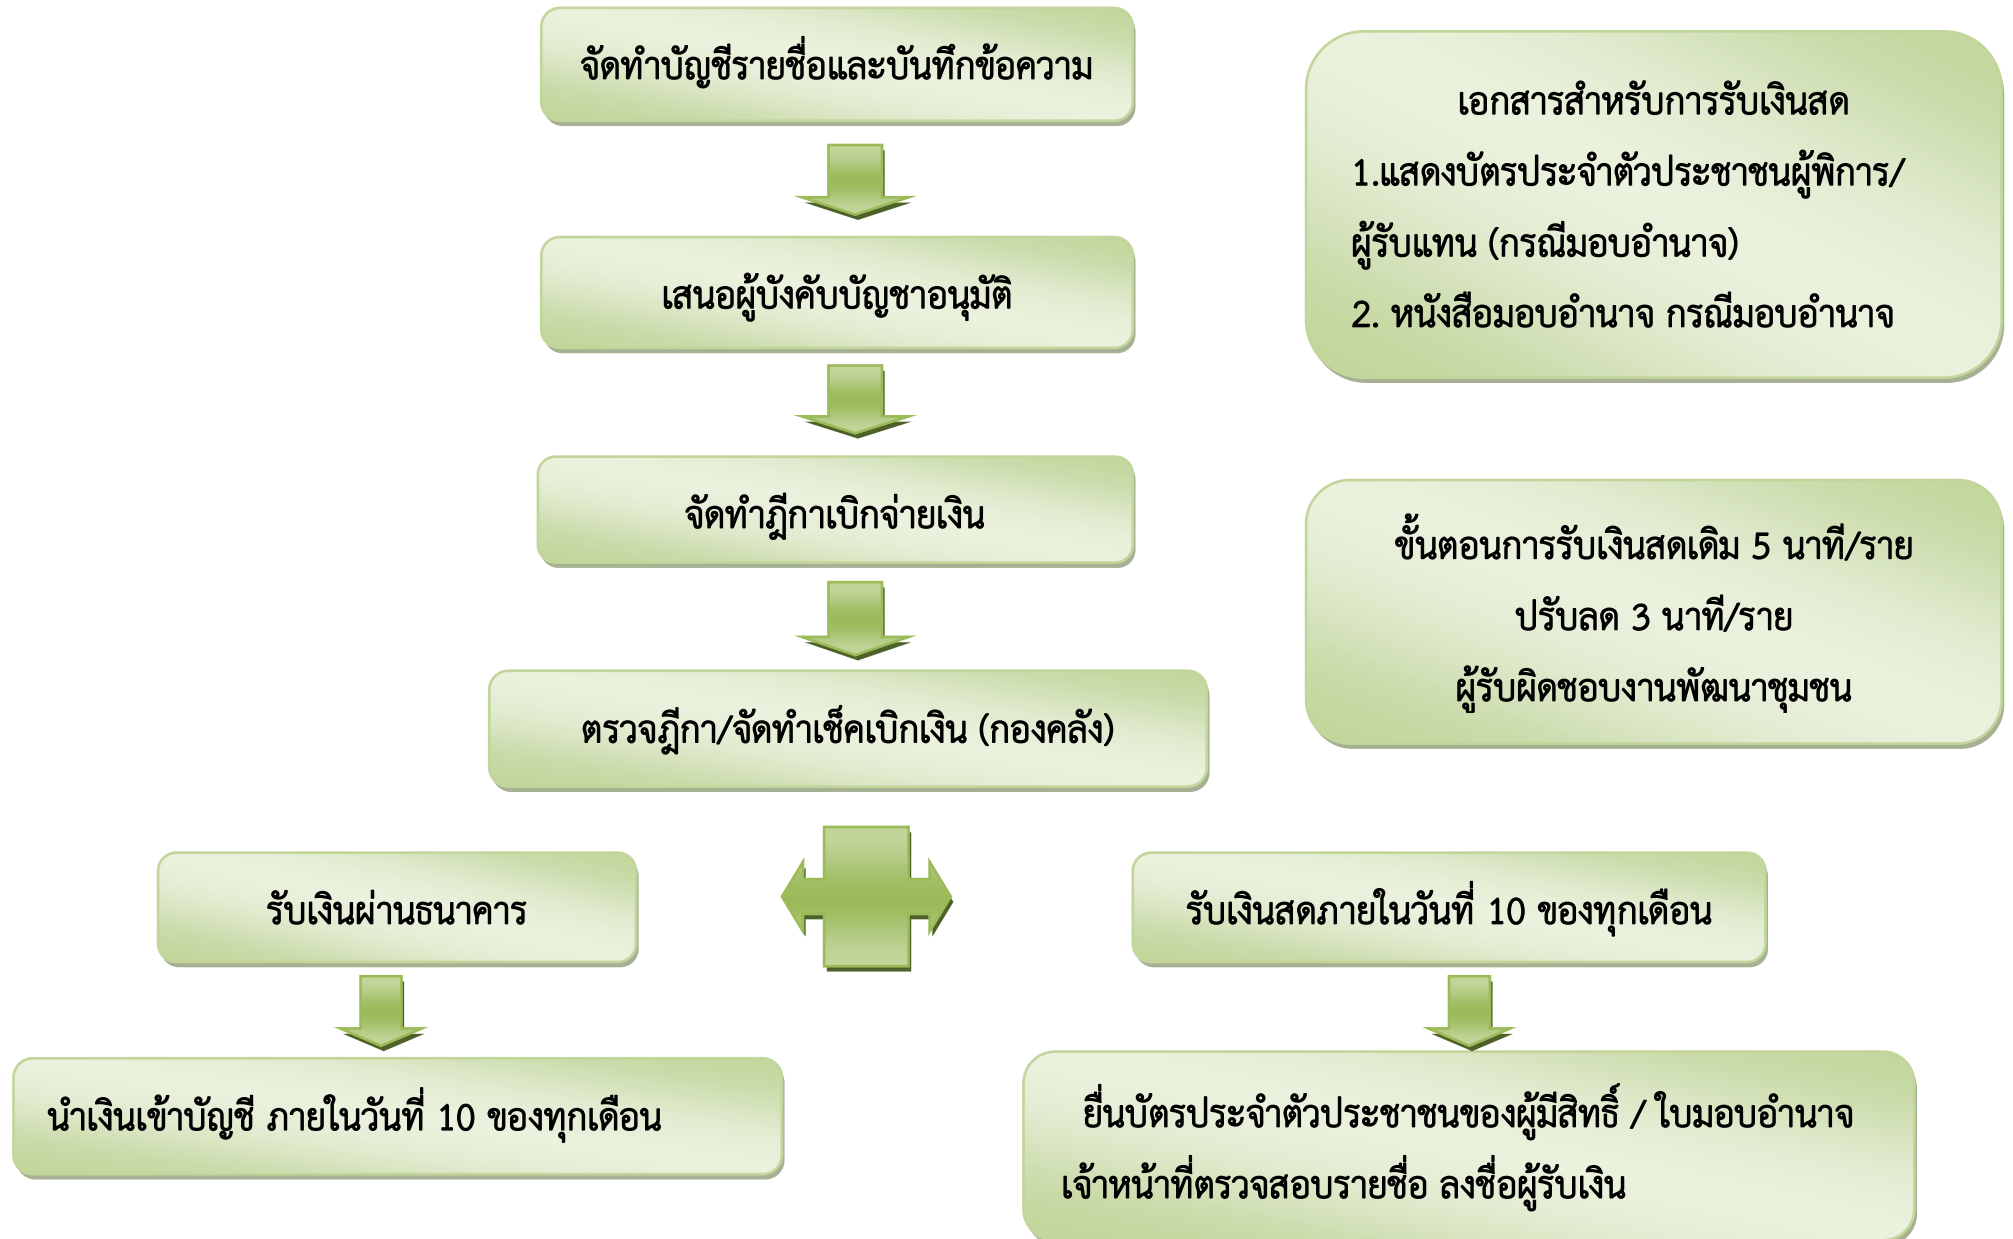 จัดทำบัญชีรายชื่อและบันทึกข้อความ
เสนอผู้บังคับบัญชาอนุมัติ
จัดทำฎีกาเบิกจ่ายเงิน
ตรวจฎีกา/จัดทำเช็คเบิกเงิน (กองคลัง)
เอกสารสำหรับการรับเงินสด
1.แสดงบัตรประจำตัวประชาชนผู้พิการ/
ผู้รับแทน (กรณีมอบอำนาจ)
2. หนังสือมอบอำนาจ กรณีมอบอำนาจ
ขั้นตอนการรับเงินสดเดิม 5 นาที/ราย
ปรับลด 3 นาที/ราย
ผู้รับผิดชอบงานพัฒนาชุมชน
รับเงินผ่านธนาคาร
นำเงินเข้าบัญชี ภายในวันที่ 10 ของทุกเดือน
รับเงินสดภายในวันที่ 10 ของทุกเดือน
ยื่นบัตรประจำตัวประชาชนของผู้มีสิทธิ์ / ใบมอบอำนาจ
เจ้าหน้าที่ตรวจสอบรายชื่อ ลงชื่อผู้รับเงิน